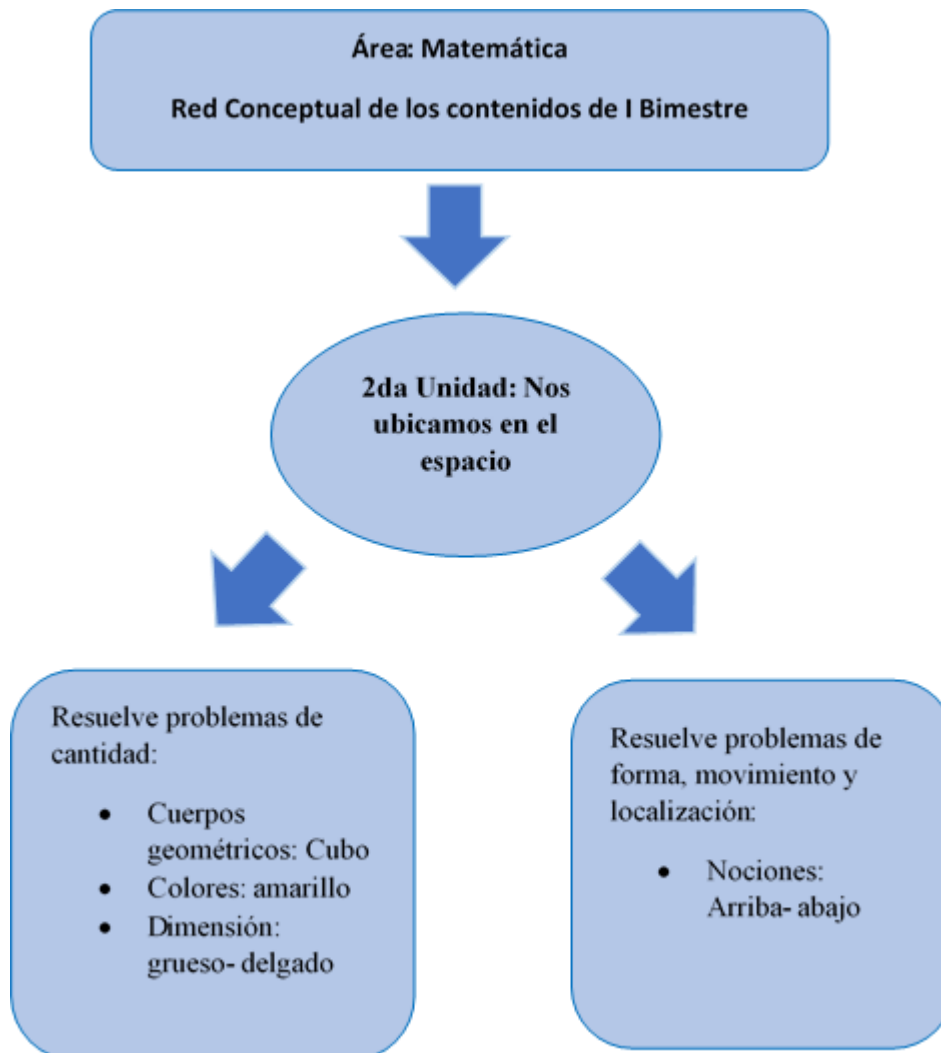 Área: Matemática
Red Conceptual de los contenidos de I Bimestre
2da Unidad: Nos
ubicamos en el
espacio
Resuelve problemas de
cantidad:
• Cuerpos
geométricos: Cubo
• Colores: amarillo
• Dimensión:
grueso- delgado
Resuelve problemas de
forma, movimiento y
localización:
• Nociones:
Arriba- abajo